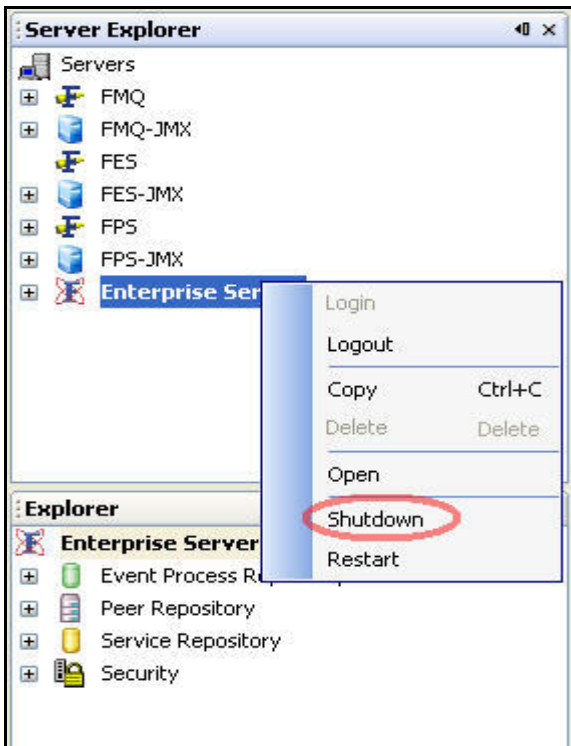 Server Explorer
Servers
FMQ
FMQ-JMX
FES
FES-JMX
FPS
FPS-JMX
Enterprise Ser
Login
Logout
Copy Ctrl+C
Delete Delete
Open
Shutdown
Restart
Explorer
Enterprise Server
Event Process Re
Peer Repository
Service Repository
Security